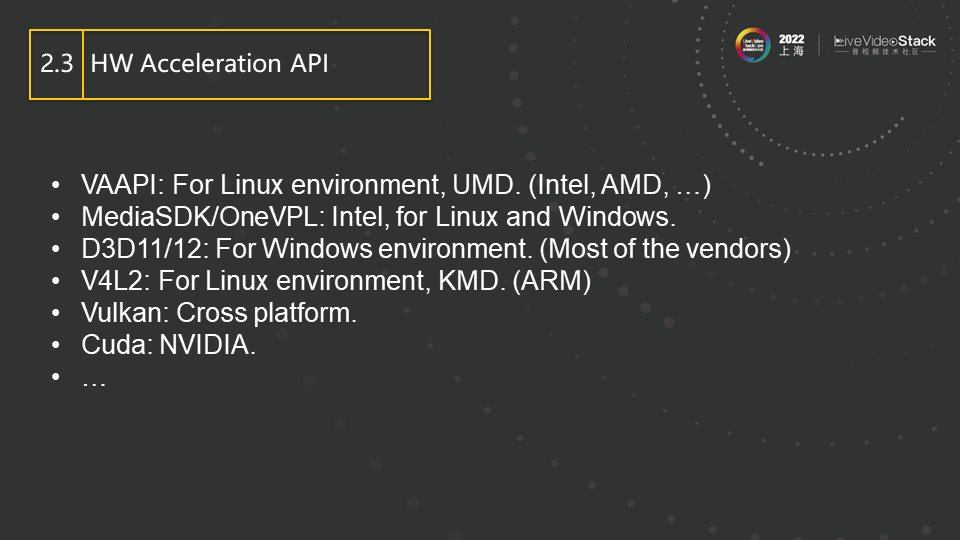 2.3 HW Acceleration API
2022
上海
LiveVideoStack
音视频技术社区
• VAAPI: For Linux environment, UMD. (Intel, AMD, …)
• MediaSDK/OneVPL: Intel, for Linux and Windows.
• D3D11/12: For Windows environment. (Most of the vendors)
• V4L2: For Linux environment, KMD. (ARM)
• Vulkan: Cross platform.
• Cuda: NVIDIA.
• …